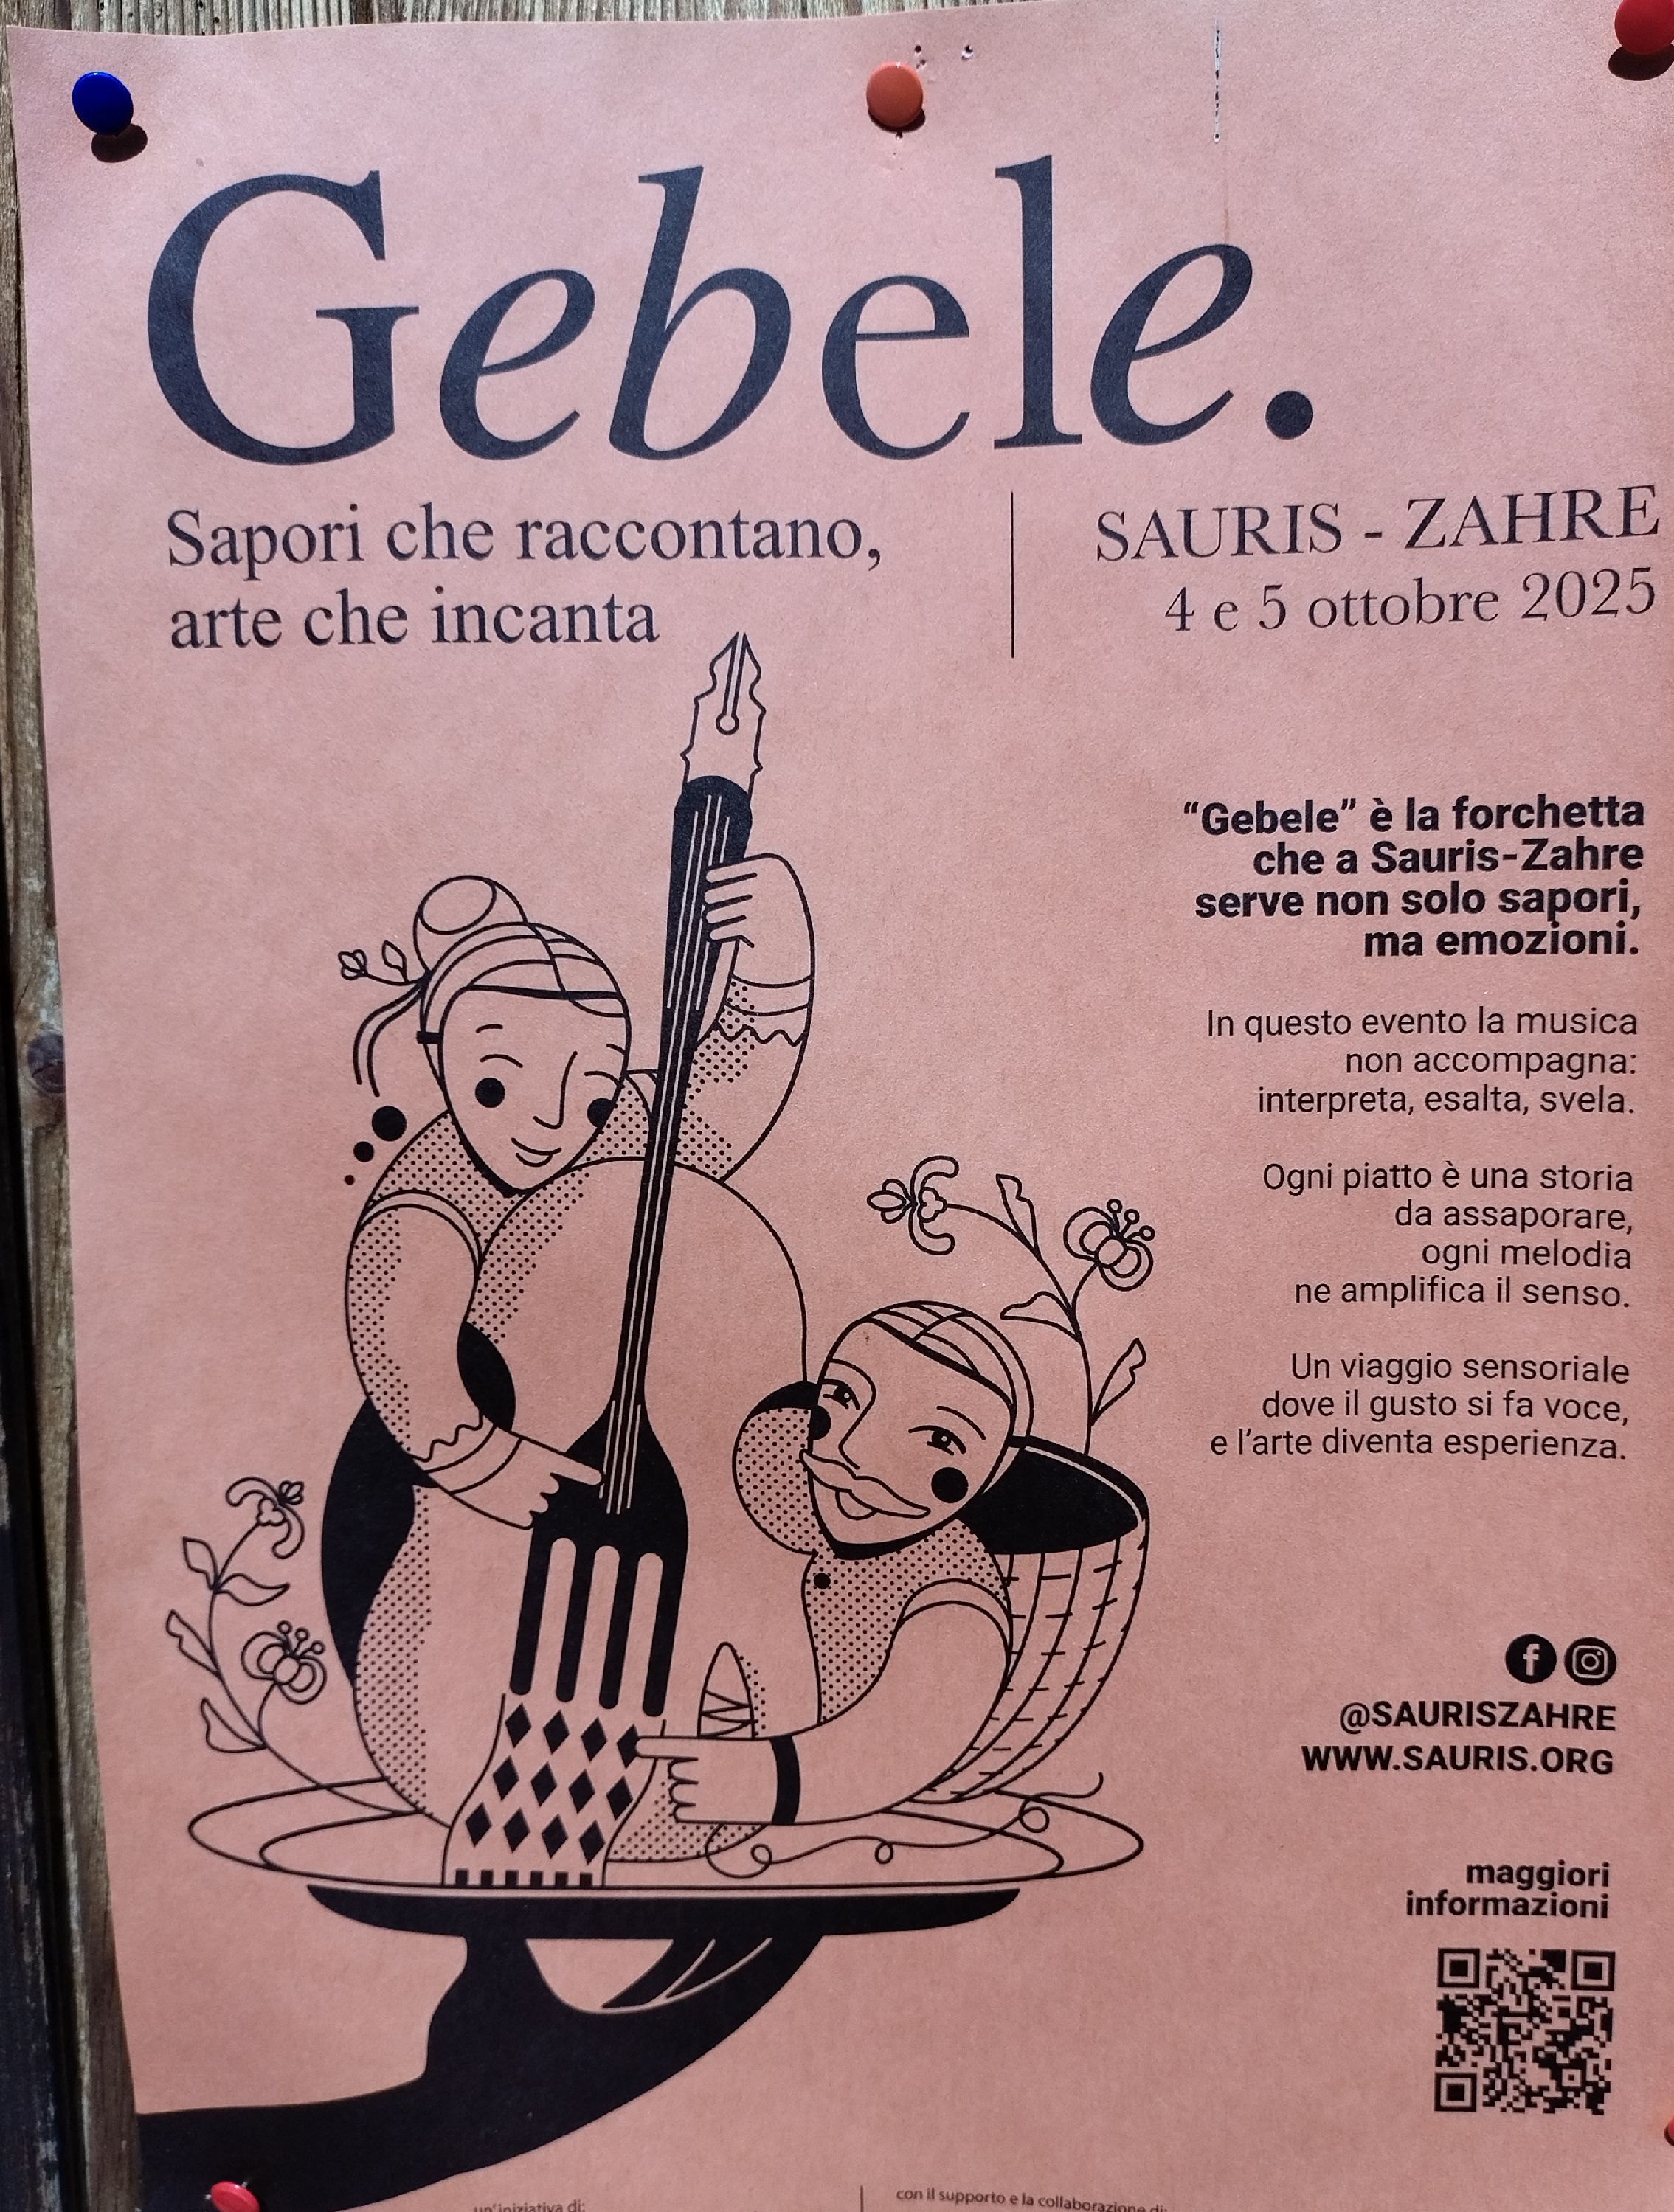 Gebele.
Sapori che raccontano,
arte che incanta
SAURIS - ZAHRE
4 e 5 ottobre 2025
“Gebele” è la forchetta
che a Sauris-Zahre
serve non solo sapori,
ma emozioni.
In questo evento la musica
non accompagna:
interpreta, esalta, svela.
Ogni piatto è una storia
da assaporare,
ogni melodia
ne amplifica il senso.
Un viaggio sensoriale
dove il gusto si fa voce,
e l’arte diventa esperienza.
@SAURISZAHRE
WWW.SAURIS.ORG
maggiori
informazioni
un'iniziativa di:
con il supporto e la collaborazione di: